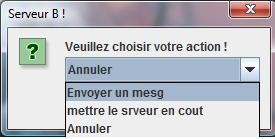 Serveur B !
Veuillez choisir votre action !
Annuler
Envoyer un mesg
mettre le srveur en cout
Annuler